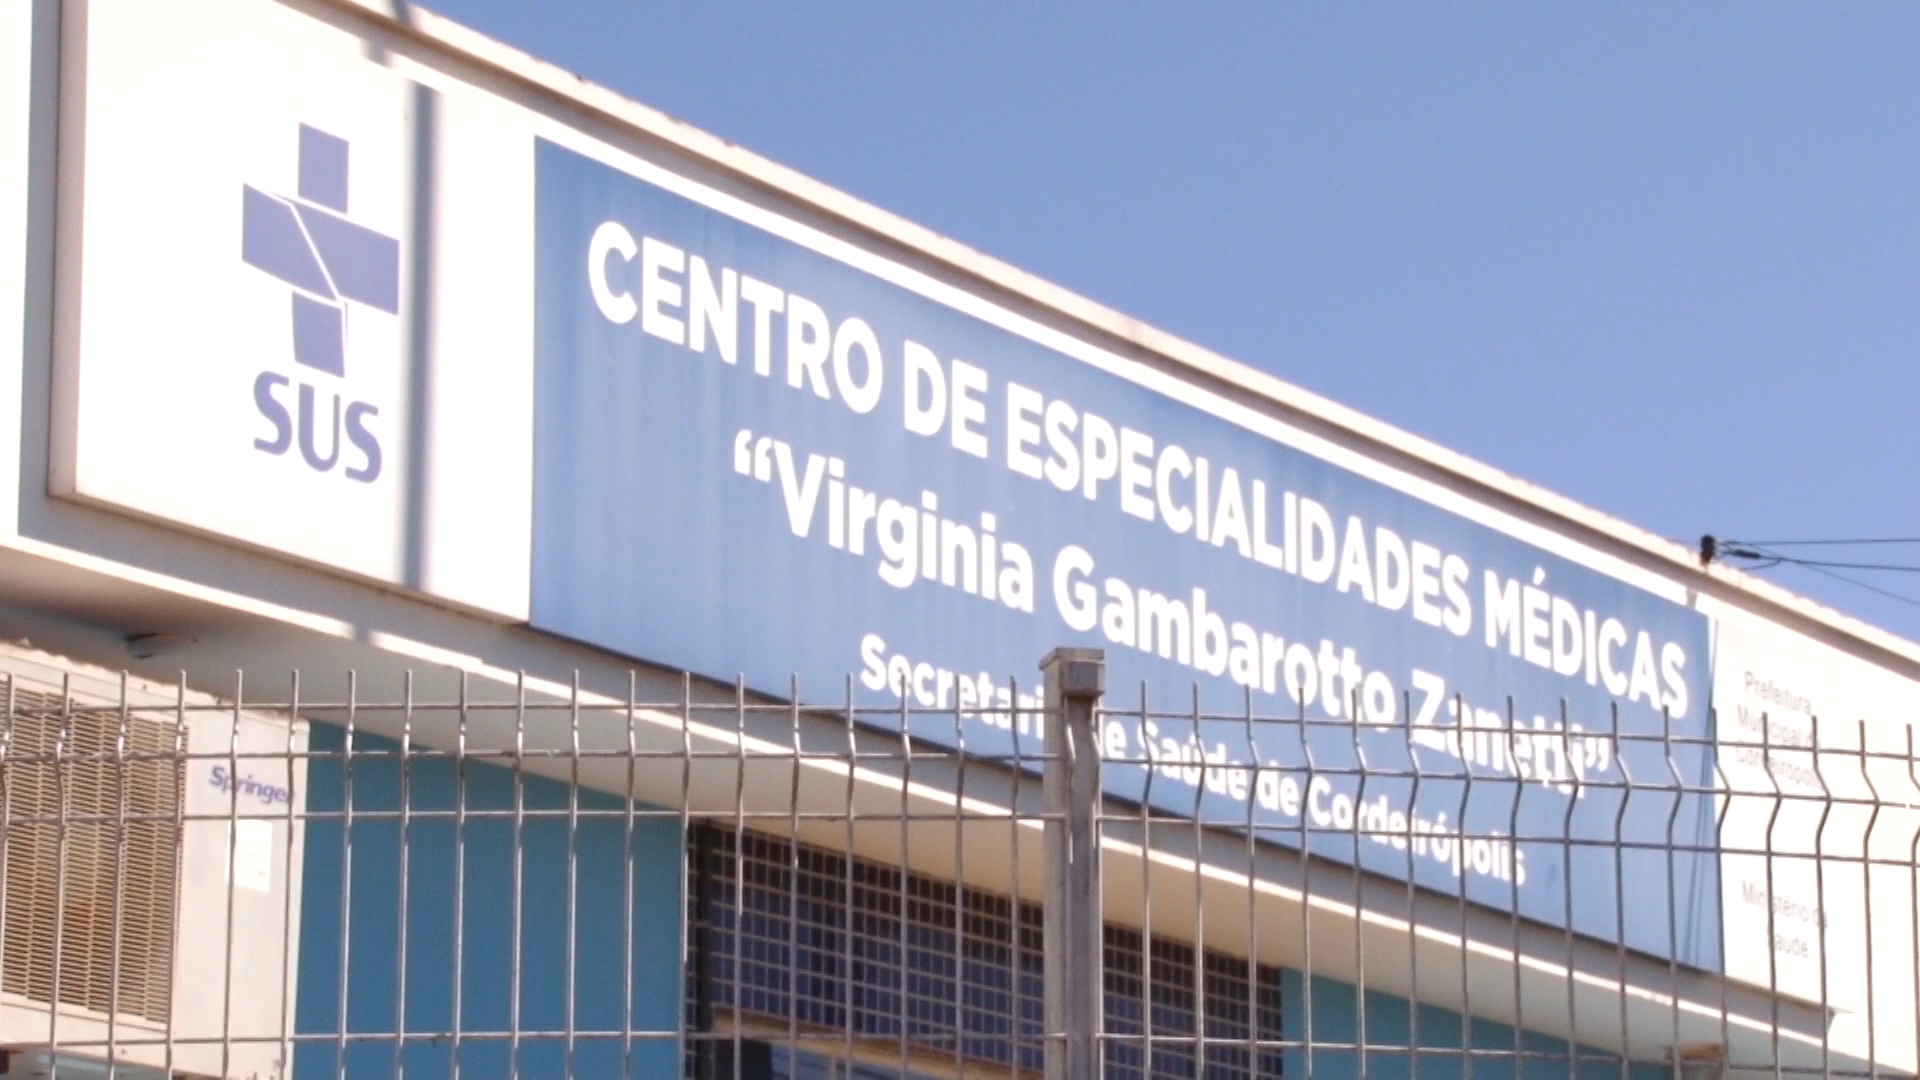 SUS
CENTRO DE ESPECIALIDADES MÉDICAS
“Virginia Gambarotto Zanetti”
Secretaria de Saúde de Cordeirópolis
Springer
Prefeitura
Municipal de
Cordeirópolis
Ministério da
Saúde